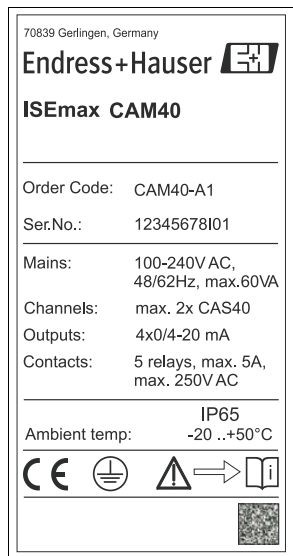 70839 Gerlingen, Germany
Endress+Hauser EH
ISEmax CAM40
Order Code: CAM40-A1
Ser.No.: 12345678I01
Mains: 100-240V AC,
48/62Hz, max.60VA
Channels: max. 2x CAS40
Outputs: 4x0/4-20 mA
Contacts: 5 relays, max. 5A,
max. 250V AC
IP65
Ambient temp: -20 ..+50°C
CE i